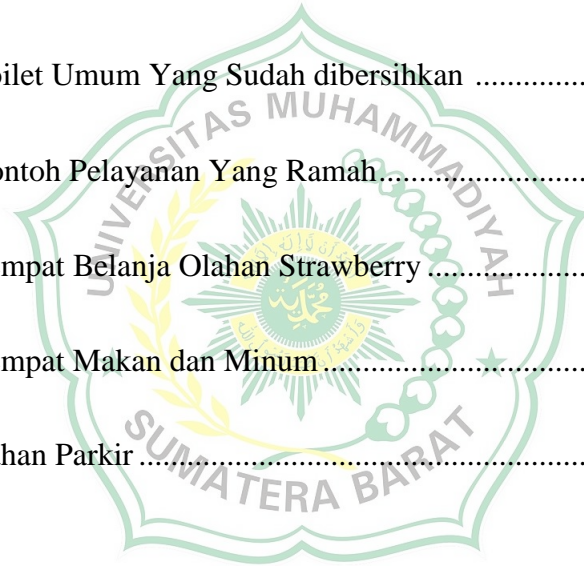 oilet Umum Yang Sudah dibersihkan ..............
ontoh Pelayanan Yang Ramah..........................
mpat Belanja Olahan Strawberry ....................
mpat Makan dan Minum .................................
han Parkir .......................................................
UNIVERSITAS MUHAMMADIYAH
SUMATERA BARAT